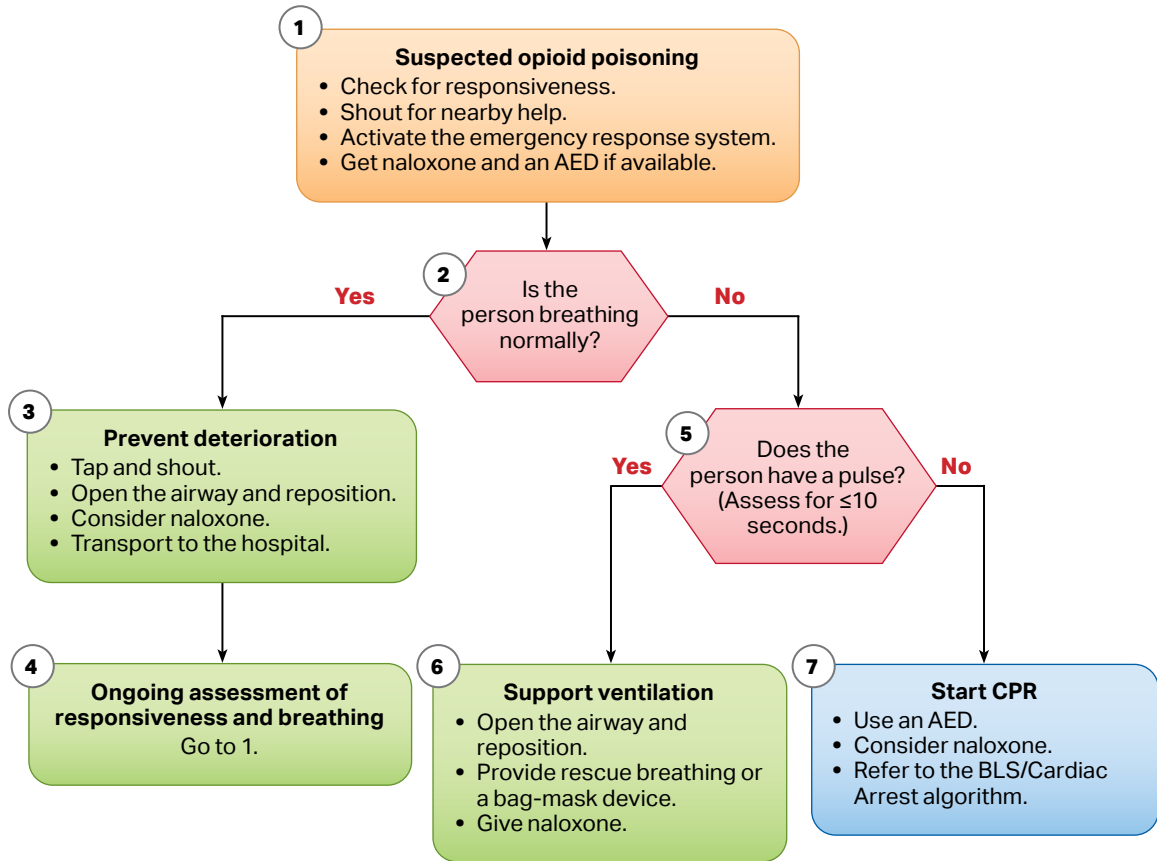 1
Suspected opioid poisoning
• Check for responsiveness.
• Shout for nearby help.
• Activate the emergency response system.
• Get naloxone and an AED if available.
2
Is the
person breathing
normally?
Yes
No
3
Prevent deterioration
• Tap and shout.
• Open the airway and reposition.
• Consider naloxone.
• Transport to the hospital.
4
Ongoing assessment of
responsiveness and breathing
Go to 1.
5
Does the
person have a pulse?
(Assess for ≤10
seconds.)
Yes
No
6
Support ventilation
• Open the airway and
reposition.
• Provide rescue breathing or
a bag-mask device.
• Give naloxone.
7
Start CPR
• Use an AED.
• Consider naloxone.
• Refer to the BLS/Cardiac
Arrest algorithm.